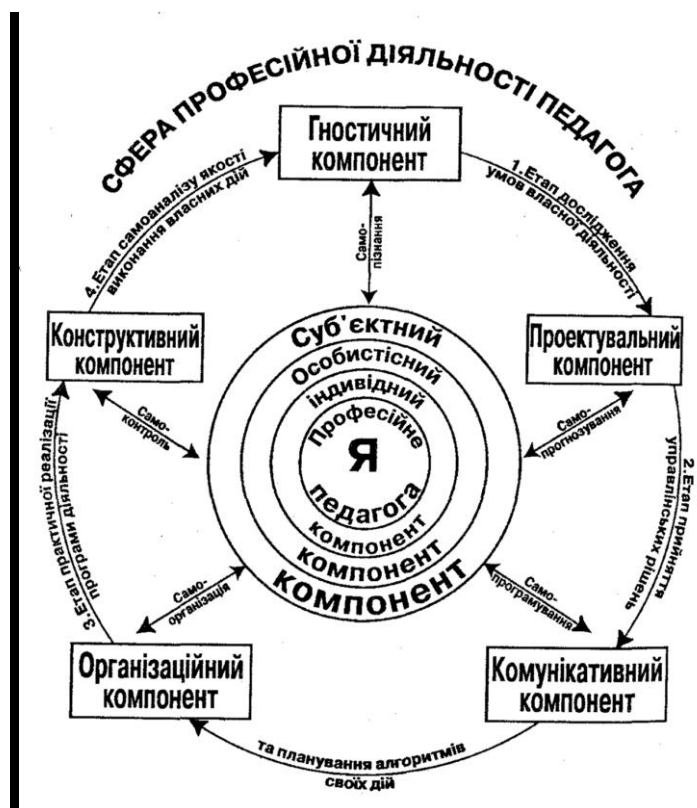 СФЕРА ПРОФЕСІЙНОЇ ДІЯЛЬНОСТІ ПЕДАГОГА
Гностичний
компонент
1.Етап дослідження
умов власної діяльності
4.Етап самоаналізу якості
виконання власних дій
Само-
пізнання
Конструктивний
компонент
Проектувальний
компонент
Суб'єктний
Особистісний
індивідний
Професійне
Я
педагога
компонент
компонент
компонент
Само-
контроль
Само-
прогнозування
2.Етап прийняття
управлінських рішень
3.Етап практичної реалізації
програми діяльності
Само-
організація
Само-
програмування
Організаційний
компонент
Комунікативний
компонент
та планування алгоритмів
своїх дій